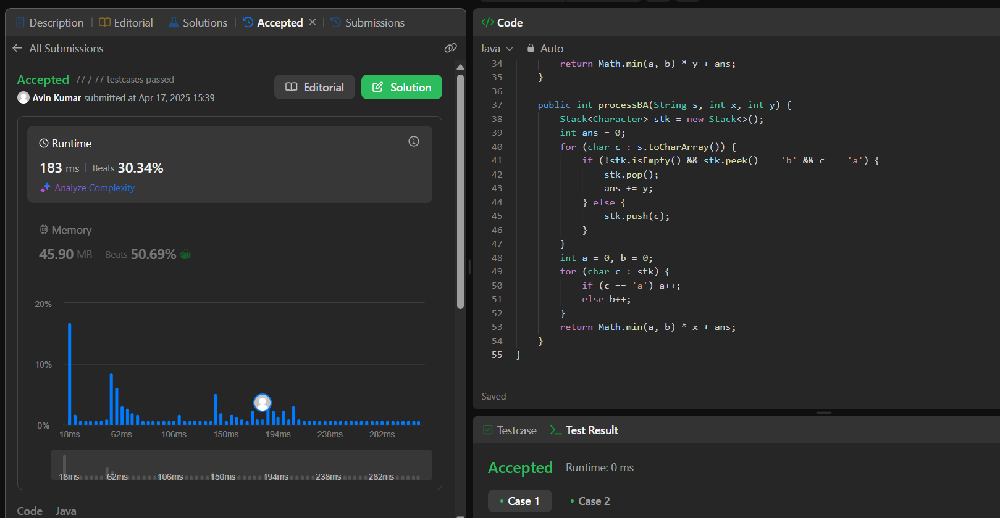 Description Editorial Solutions Accepted Submissions
All Submissions
Accepted 77 / 77 testcases passed
Avin Kumar submitted at Apr 17, 2025 15:39
Editorial
Solution
Runtime
183 ms Beats 30.34%
Analyze Complexity
Memory
45.90 MB Beats 50.69%
20%
10%
0%
18ms 62ms 106ms 150ms 194ms 238ms 282ms
18ms 62ms 106ms 150ms 194ms 238ms 282ms
Code Java
</> Code
Java Auto
34 return Math.min(a, b) * y + ans;
35 }
36
37 public int processBA(String s, int x, int y) {
38 Stack<Character> stk = new Stack<>();
39 int ans = 0;
40 for (char c : s.toCharArray()) {
41 if (!stk.isEmpty() && stk.peek() == 'b' && c == 'a') {
42 stk.pop();
43 ans += y;
44 } else {
45 stk.push(c);
46 }
47 }
48 int a = 0, b = 0;
49 for (char c : stk) {
50 if (c == 'a') a++;
51 else b++;
52 }
53 return Math.min(a, b) * x + ans;
54 }
55 }
Saved
Testcase Test Result
Accepted Runtime: 0 ms
Case 1 Case 2